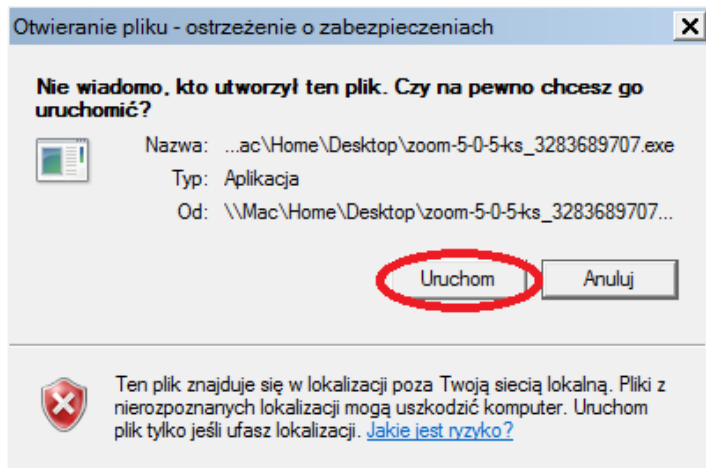 Otwieranie pliku - ostrzeżenie o zabezpieczeniach
Nie wiadomo, kto utworzył ten plik. Czy na pewno chcesz go
uruchomić?
Nazwa: ...ac\Home\Desktop\zoom-5-0-5-ks_3283689707.exe
Typ: Aplikacja
Od: \\Mac\Home\Desktop\zoom-5-0-5-ks_3283689707...
Uruchom Anuluj
Ten plik znajduje się w lokalizacji poza Twoją siecią lokalną. Pliki z
nierozpoznanych lokalizacji mogą uszkodzić komputer. Uruchom
plik tylko jeśli ufasz lokalizacji. Jakie jest ryzyko?